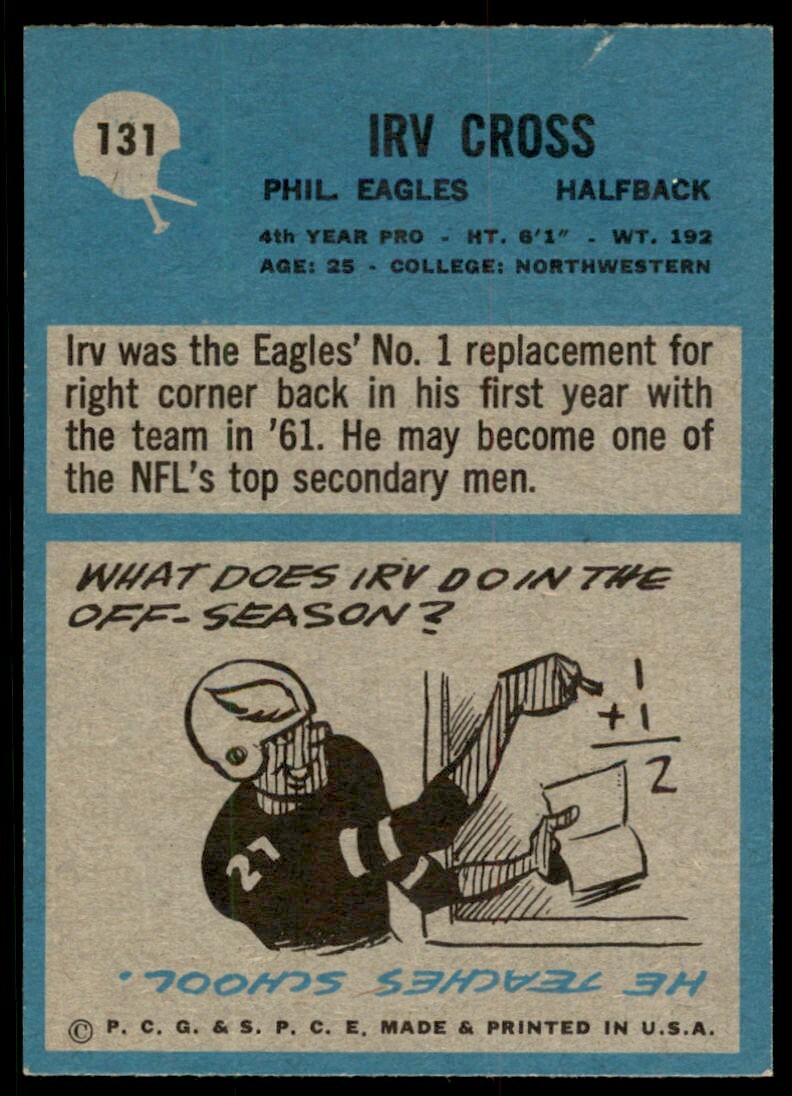 131
IRV CROSS
PHIL. EAGLES HALFBACK
4th YEAR PRO - HT. 6'1" - WT. 192
AGE: 25 - COLLEGE: NORTHWESTERN
Irv was the Eagles' No. 1 replacement for
right corner back in his first year with
the team in '61. He may become one of
the NFL's top secondary men.
WHAT DOES IRV DO IN THE
OFF-SEASON?
1
+1
2
27
HE TEACHES SCHOOL.
© P. C. G. & S. P. C. E. MADE & PRINTED IN U.S.A.